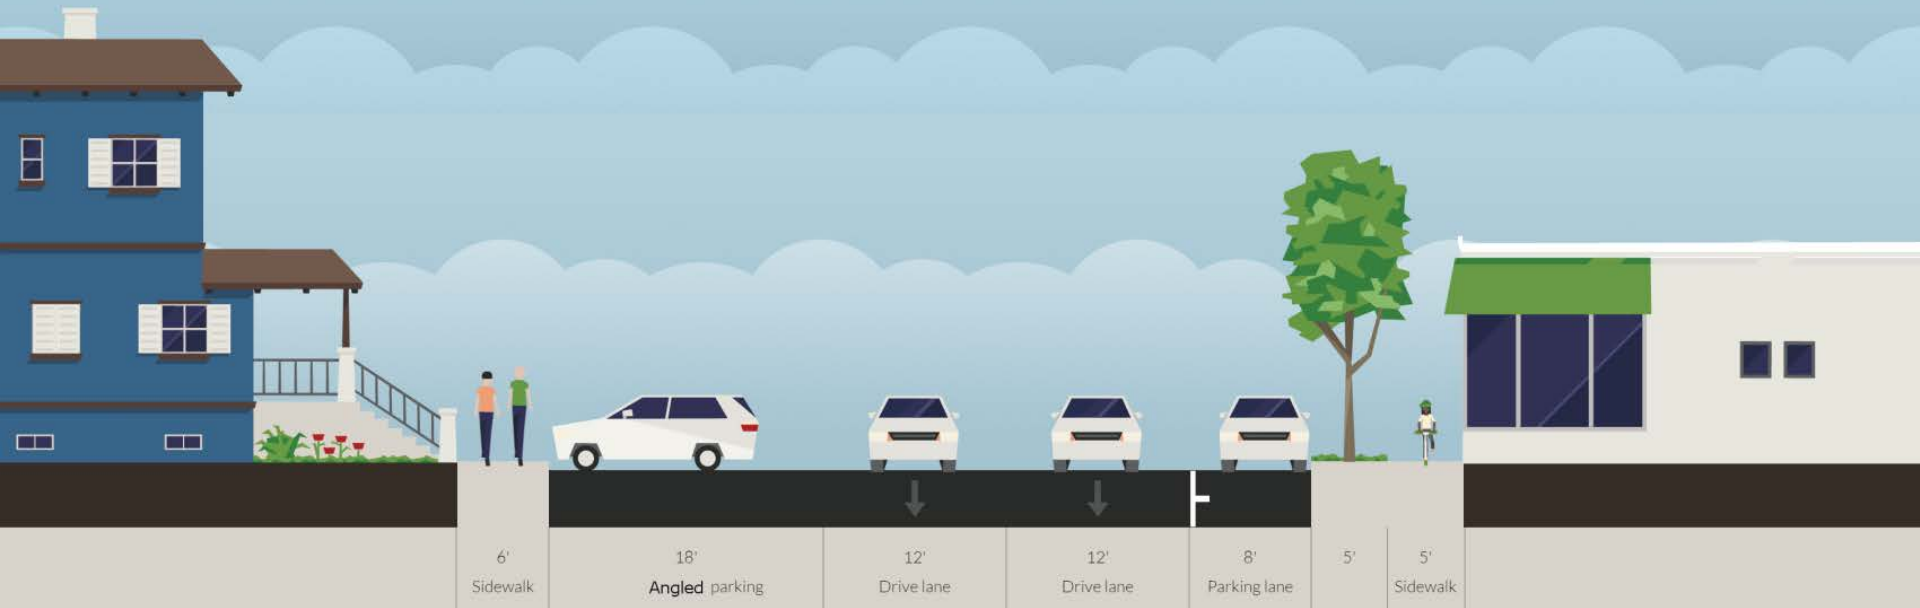 6' 18' 12' 12' 8' 5' 5'
Sidewalk Angled parking Drive lane Drive lane Parking lane Sidewalk